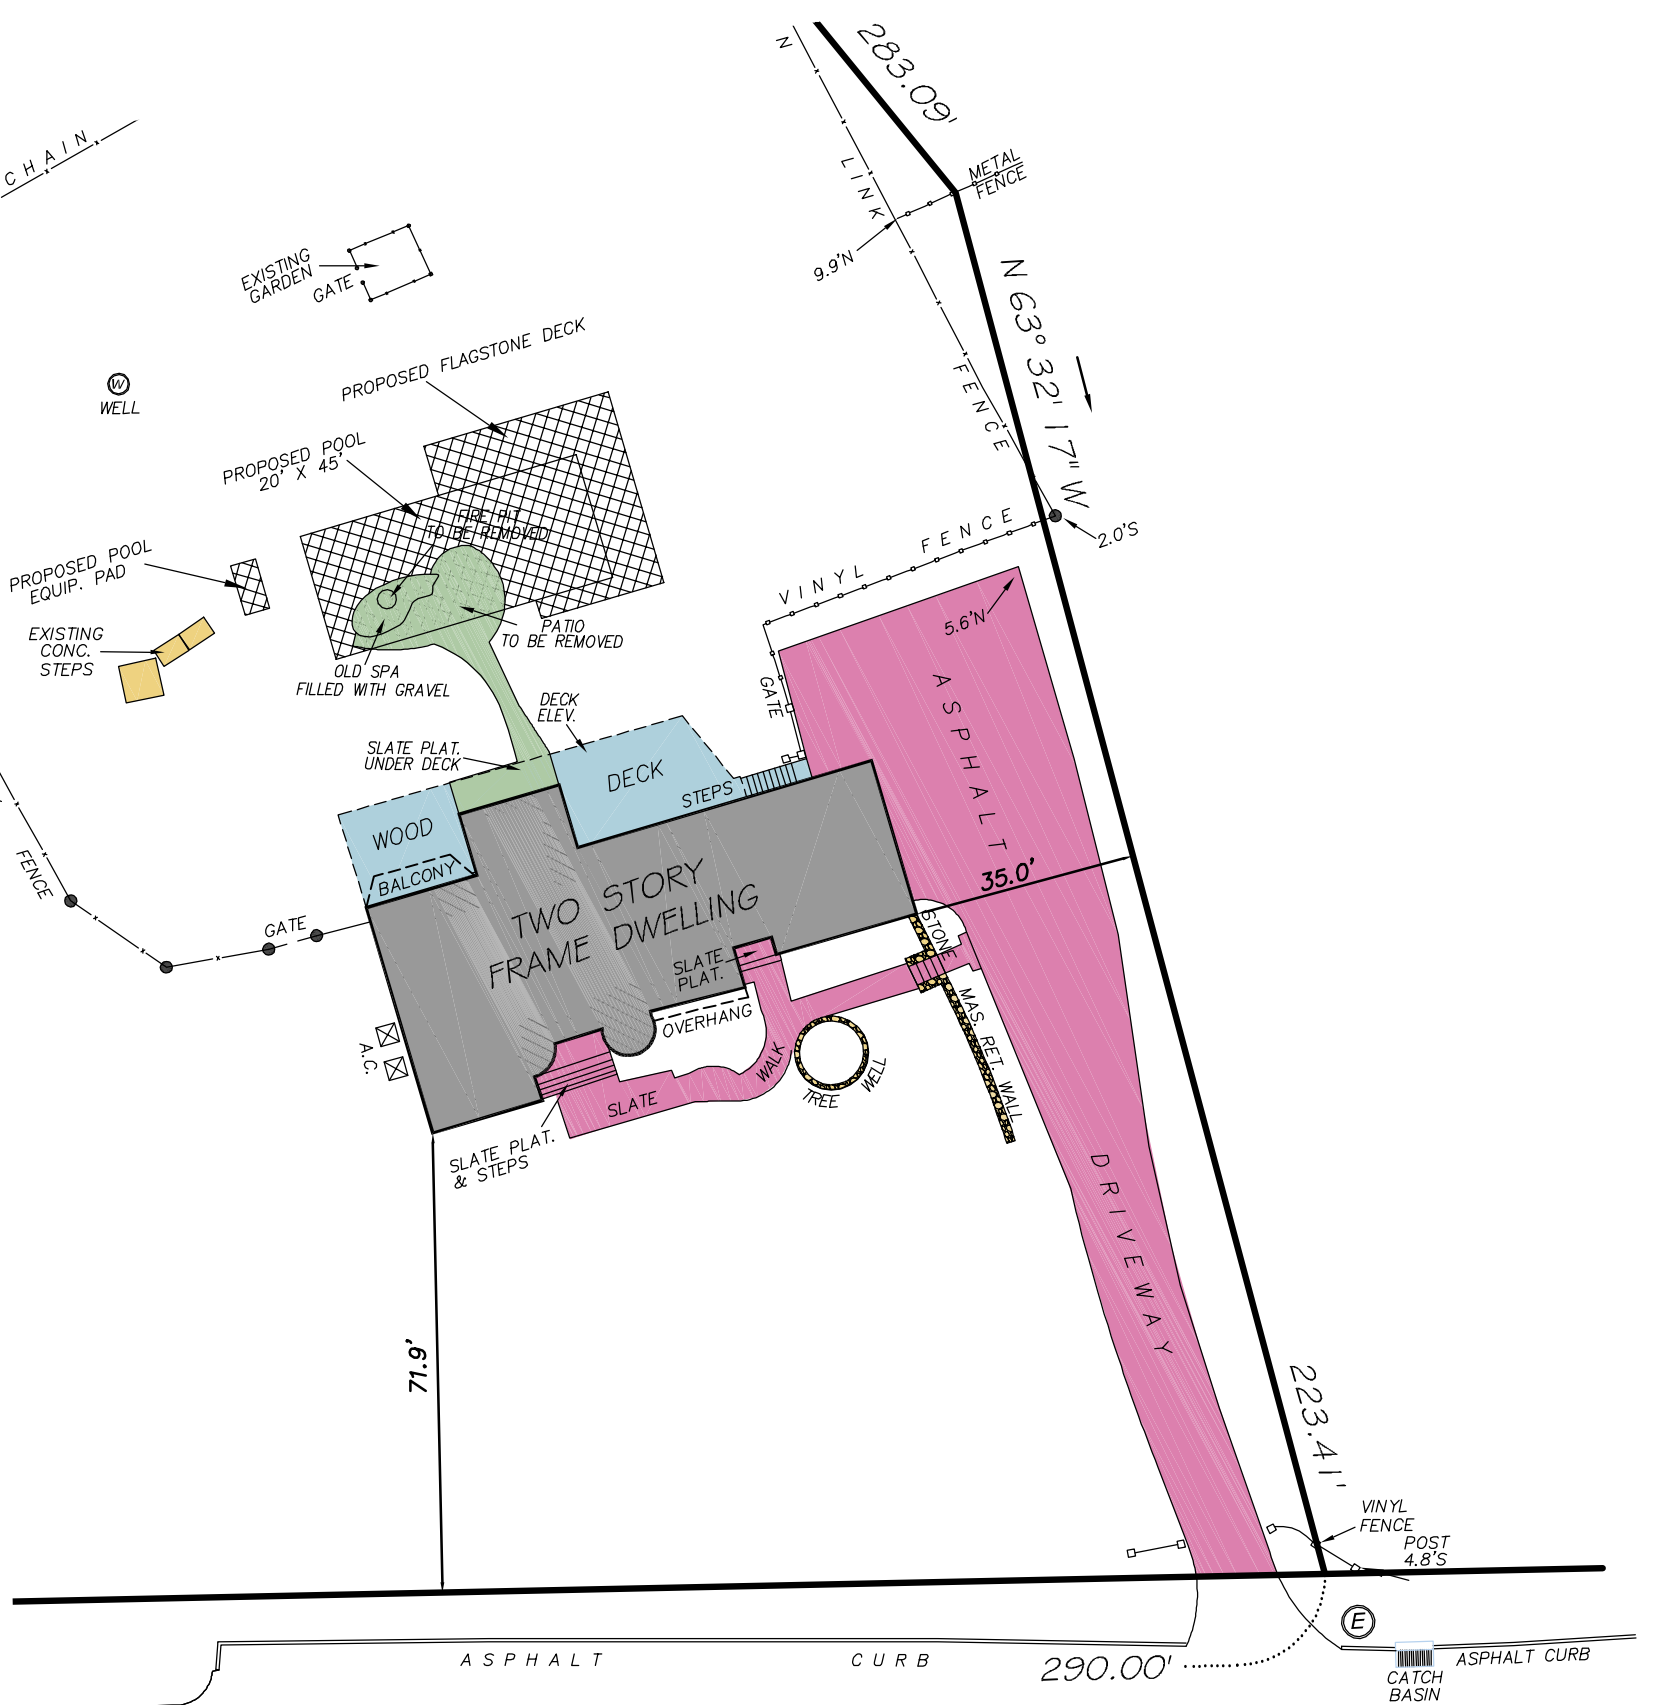 283.09'
N
CHAIN
METAL
FENCE
LINK
9.9'N
EXISTING
GARDEN
GATE
N 63° 32' 17" W
PROPOSED FLAGSTONE DECK
FENCE
W
WELL
PROPOSED POOL
20' X 45'
FIRE PIT
TO BE REMOVED
VINYL FENCE
2.0'S
PROPOSED POOL
EQUIP. PAD
5.6'N
EXISTING
CONC.
STEPS
PATIO
TO BE REMOVED
OLD SPA
FILLED WITH GRAVEL
GATE
DECK
ELEV.
SLATE PLAT.
UNDER DECK
ASPHALT
DECK
STEPS
WOOD
BALCONY
FENCE
35.0'
TWO STORY
FRAME DWELLING
GATE
STONE
MAS. RET. WALL
SLATE
PLAT.
OVERHANG
A.C.
WALK
TREE
WELL
SLATE
SLATE PLAT.
& STEPS
DRIVEWAY
71.9'
223.41'
VINYL
FENCE
POST
4.8'S
E
ASPHALT CURB
290.00'
ASPHALT CURB
CATCH
BASIN